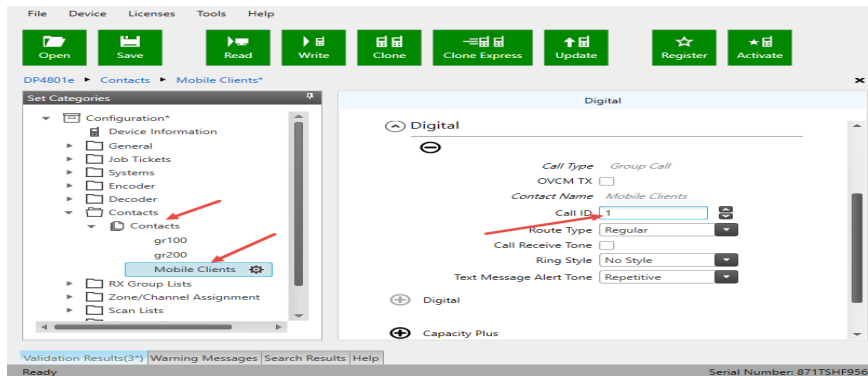 File Device Licenses Tools Help
Open Save Read Write Clone Clone Express Update Register Activate
DP4801e Contacts Mobile Clients*
Set Categories
Configuration*
Device Information
General
Job Tickets
Systems
Encoder
Decoder
Contacts
Contacts
gr100
gr200
Mobile Clients
RX Group Lists
Zone/Channel Assignment
Scan Lists
Digital
Digital
Call Type Group Call
OVCM TX
Contact Name Mobile Clients
Call ID 1
Route Type Regular
Call Receive Tone
Ring Style No Style
Text Message Alert Tone Repetitive
Digital
Capacity Plus
Validation Results(3*) Warning Messages Search Results Help
Ready Serial Number: 871TSHF956